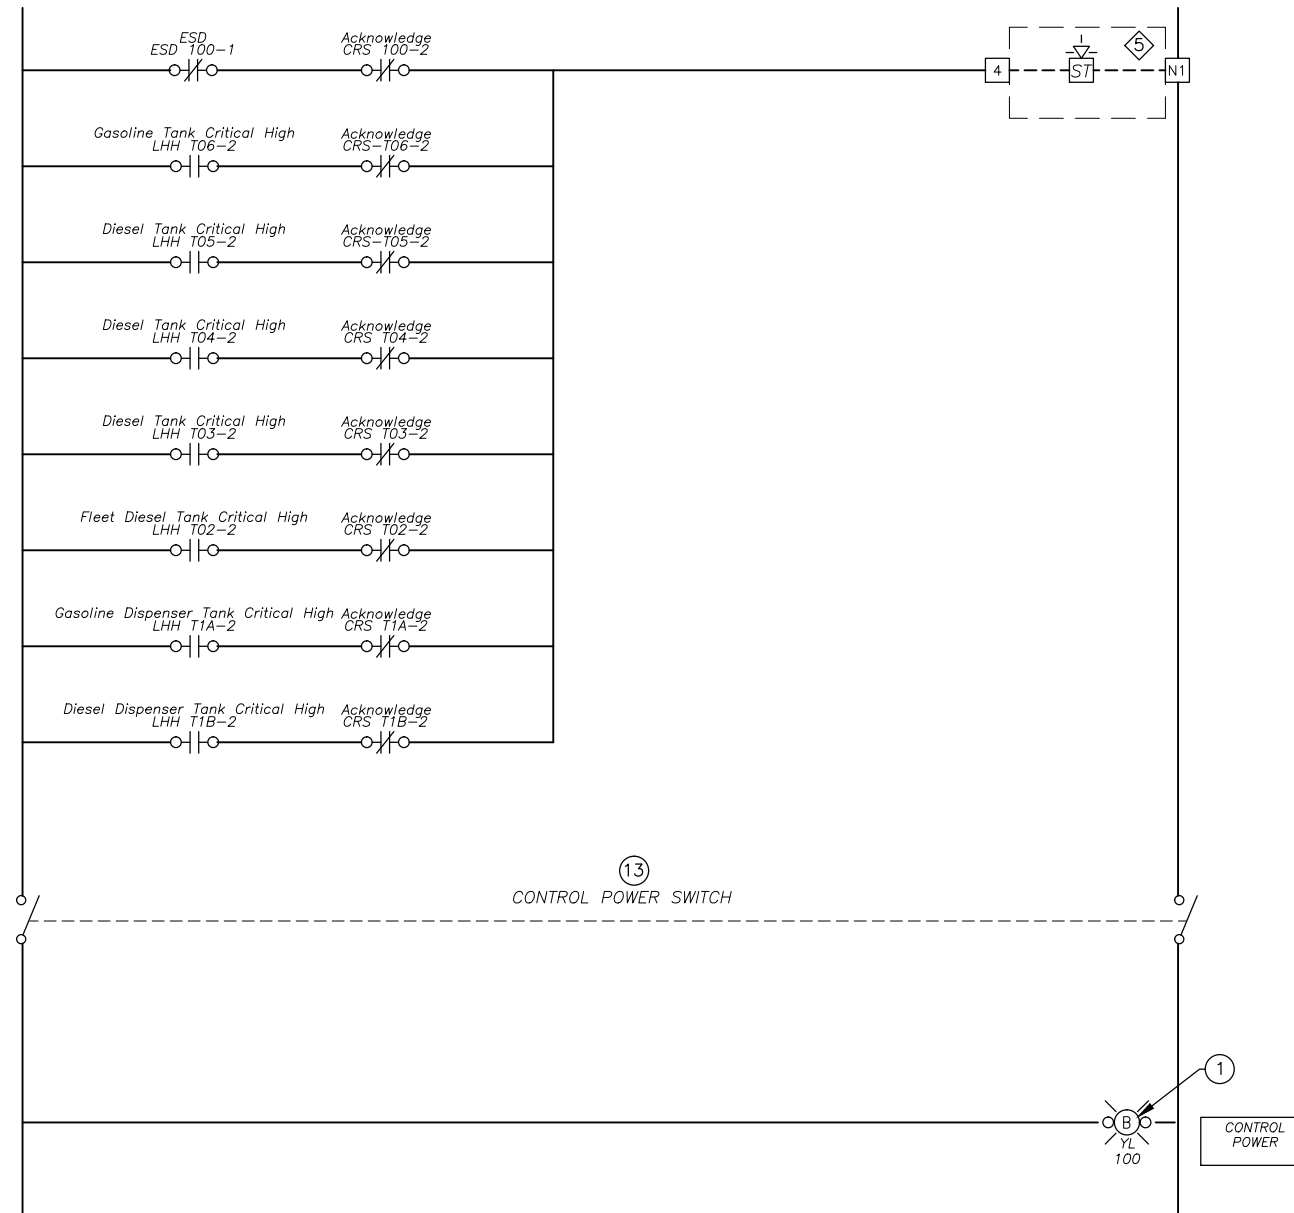 ESD
ESD 100-1
Acknowledge
CRS 100-2
5
4
ST
N1
Gasoline Tank Critical High
LHH T06-2
Acknowledge
CRS-T06-2
Diesel Tank Critical High
LHH T05-2
Acknowledge
CRS-T05-2
Diesel Tank Critical High
LHH T04-2
Acknowledge
CRS T04-2
Diesel Tank Critical High
LHH T03-2
Acknowledge
CRS T03-2
Fleet Diesel Tank Critical High
LHH T02-2
Acknowledge
CRS T02-2
Gasoline Dispenser Tank Critical High
LHH T1A-2
Acknowledge
CRS T1A-2
Diesel Dispenser Tank Critical High
LHH T1B-2
Acknowledge
CRS T1B-2
13
CONTROL POWER SWITCH
1
B
YL
100
CONTROL
POWER